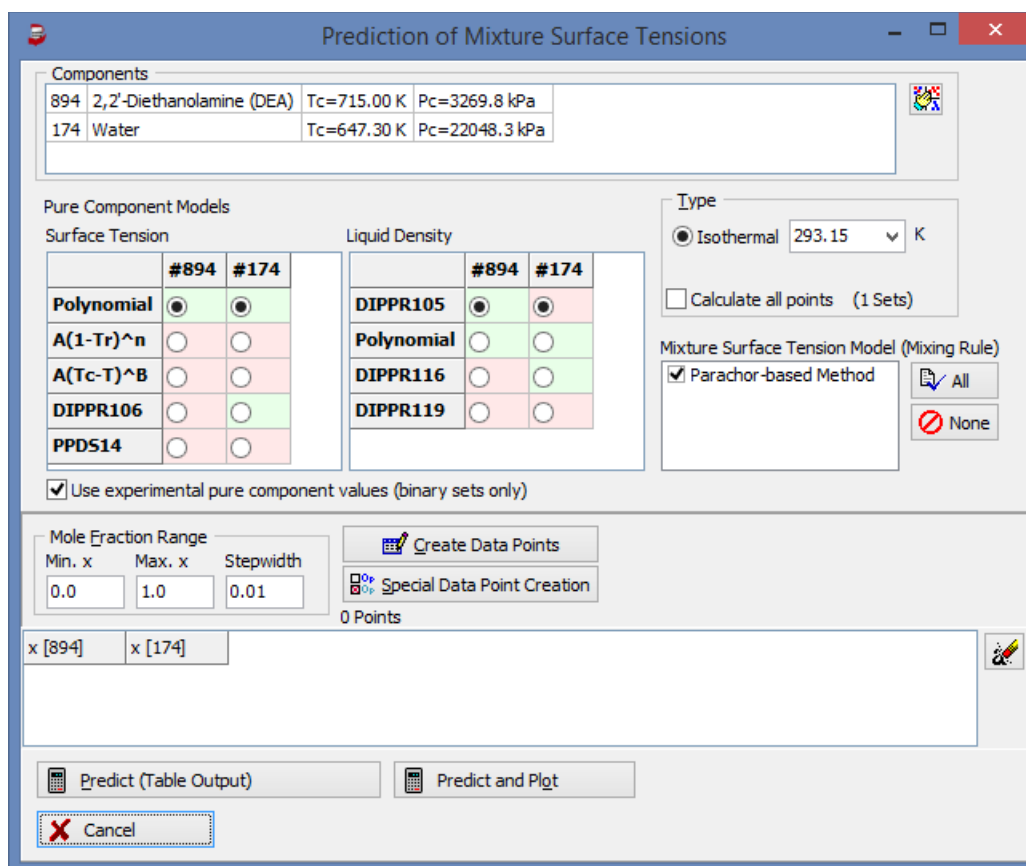 Prediction of Mixture Surface Tensions
Components
894 2,2'-Diethanolamine (DEA) Tc=715.00 K Pc=3269.8 kPa
174 Water Tc=647.30 K Pc=22048.3 kPa
Pure Component Models
Surface Tension
#894 #174
Polynomial
A(1-Tr)^n
A(Tc-T)^B
DIPPR106
PPDS14
Liquid Density
#894 #174
DIPPR105
Polynomial
DIPPR116
DIPPR119
Type
Isothermal 293.15 K
Calculate all points (1 Sets)
Mixture Surface Tension Model (Mixing Rule)
Parachor-based Method
All
None
Use experimental pure component values (binary sets only)
Mole Fraction Range
Min. x Max. x Stepwidth
0.0 1.0 0.01
Create Data Points
Special Data Point Creation
0 Points
x [894] x [174]
Predict (Table Output)
Predict and Plot
Cancel